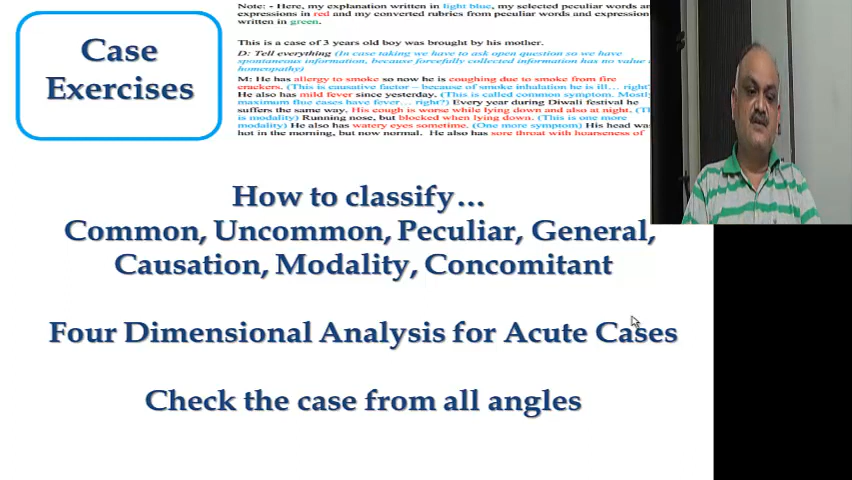 Case
Exercises
Note: - Here, my explanation written in light blue, my selected peculiar words an
expressions in red and my converted rubrics from peculiar words and expression
written in green.
This is a case of 3 years old boy was brought by his mother.
D: Tell everything (In case taking we have to ask open question so we have
spontaneous information, because forcefully collected information has no value
homeopathy)
M: He has allergy to smoke so now he is coughing due to smoke from fire
crackers. (This is causative factor – because of smoke inhalation he is ill... right?
He also has mild fever since yesterday. (This is called common symptom. Mostly
maximum flue cases have fever... right?) Every year during Diwali festival he
suffers the same way. His cough is worse while lying down and also at night. (Th
is modality) Running nose, but blocked when lying down. (This is one more
modality) He also has watery eyes sometime. (One more symptom) His head was
hot in the morning, but now normal. He also has sore throat with hoarseness of
How to classify...
Common, Uncommon, Peculiar, General,
Causation, Modality, Concomitant
Four Dimensional Analysis for Acute Cases
Check the case from all angles